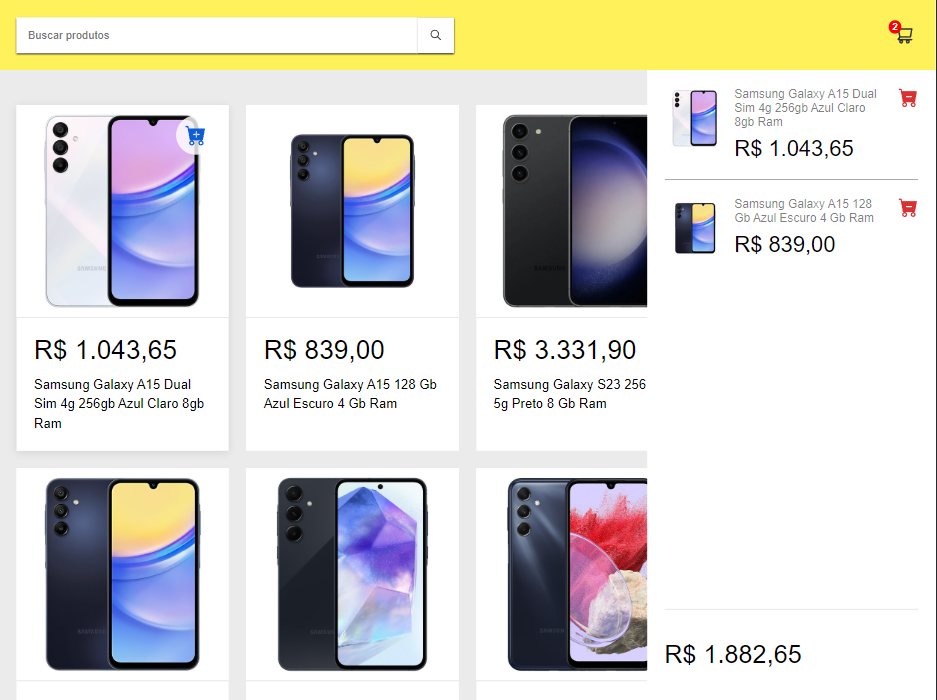 Buscar produtos
2
R$ 1.043,65
Samsung Galaxy A15 Dual
Sim 4g 256gb Azul Claro 8gb
Ram
R$ 839,00
Samsung Galaxy A15 128 Gb
Azul Escuro 4 Gb Ram
R$ 3.331,90
Samsung Galaxy S23 256
5g Preto 8 Gb Ram
Samsung Galaxy A15 Dual
Sim 4g 256gb Azul Claro
8gb Ram
R$ 1.043,65
Samsung Galaxy A15 128
Gb Azul Escuro 4 Gb Ram
R$ 839,00
R$ 1.882,65